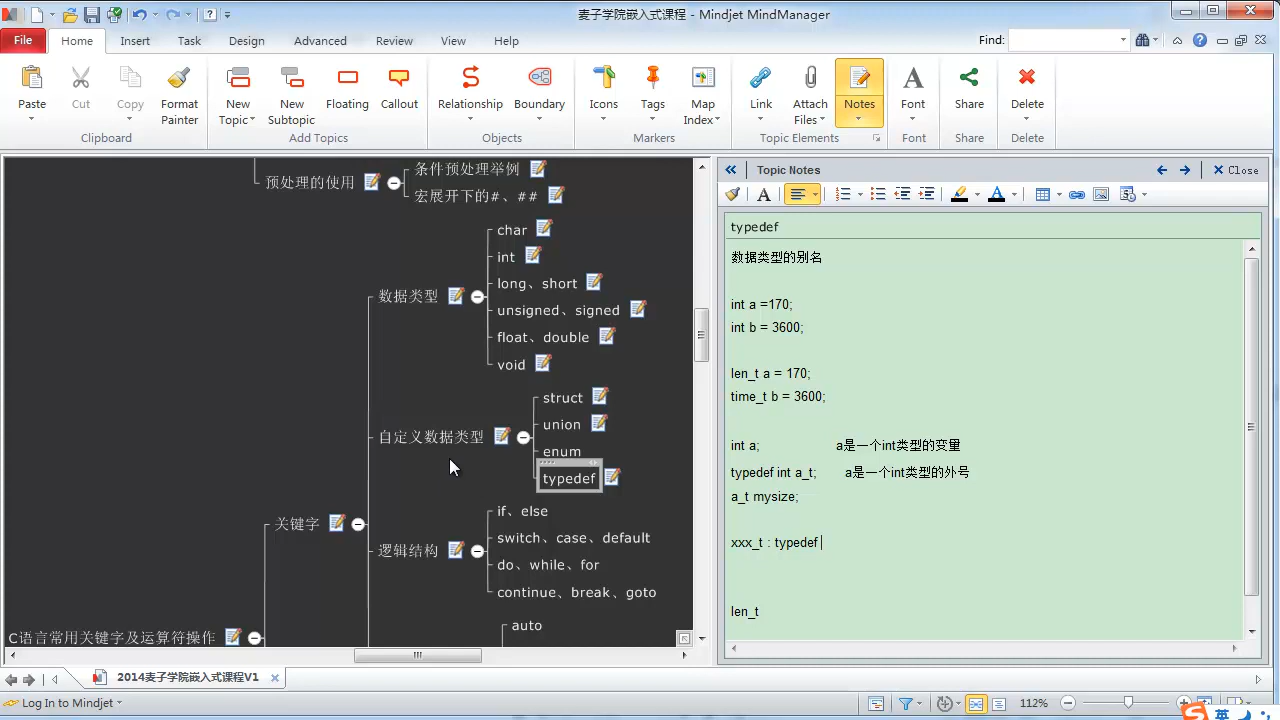 麦子学院嵌入式课程 - Mindjet MindManager
File
Home
Insert
Task
Design
Advanced
Review
View
Help
Find:
Paste
Cut
Copy
Format Painter
New Topic
New Subtopic
Floating
Callout
Relationship
Boundary
Icons
Tags
Map Index
Link
Attach Files
Notes
Font
Share
Delete
Clipboard
Add Topics
Objects
Markers
Topic Elements
Font
Share
Delete
预处理的使用
条件预处理举例
宏展开下的#、##
数据类型
char
int
long、short
unsigned、signed
float、double
void
自定义数据类型
struct
union
enum
typedef
关键字
逻辑结构
if、else
switch、case、default
do、while、for
continue、break、goto
auto
C语言常用关键字及运算符操作
Topic Notes
Close
typedef
数据类型的别名
int a =170;
int b = 3600;
len_t a = 170;
time_t b = 3600;
int a; a是一个int类型的变量
typedef int a_t; a是一个int类型的外号
a_t mysize;
xxx_t : typedef
len_t
2014麦子学院嵌入式课程V1
Log In to Mindjet
112%
英